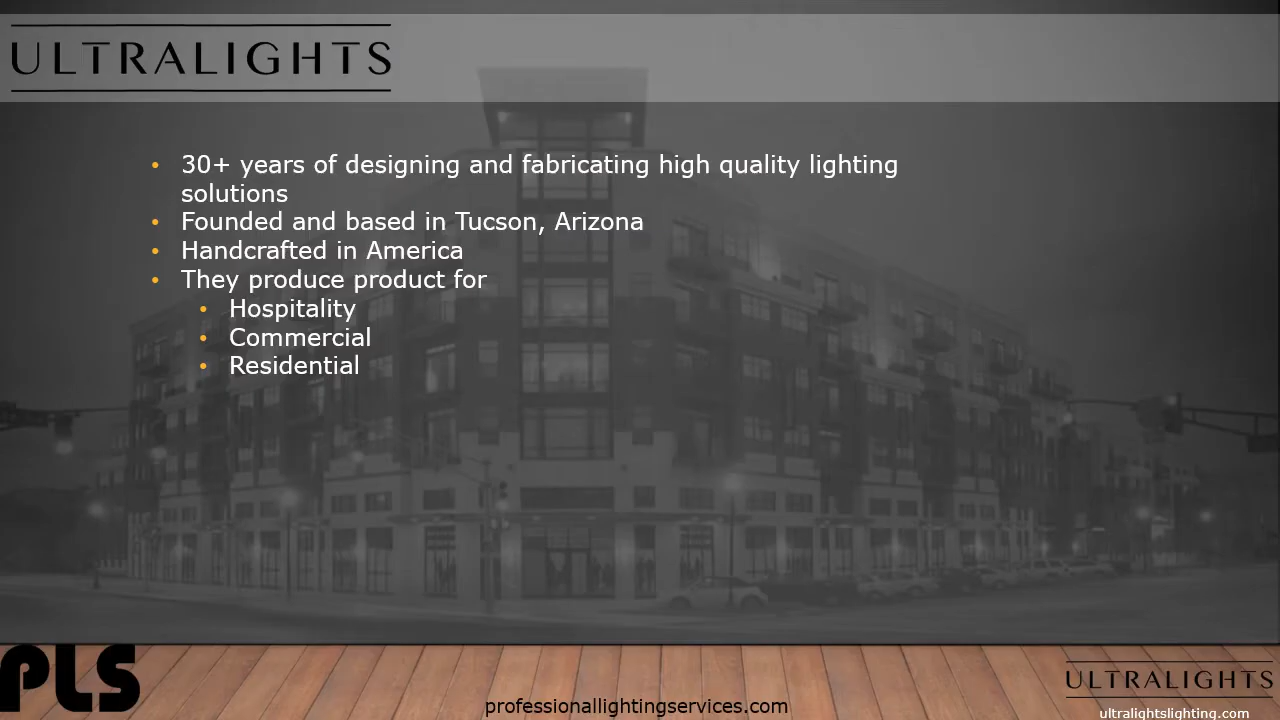 ULTRALIGHTS
• 30+ years of designing and fabricating high quality lighting
solutions
• Founded and based in Tucson, Arizona
• Handcrafted in America
• They produce product for
• Hospitality
• Commercial
• Residential
PLS
professionallightingservices.com
ULTRALIGHTS
ultralightslighting.com